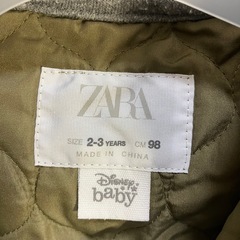 ZARA
SIZE 2-3 YEARS CM 98
MADE IN CHINA
Disney
baby